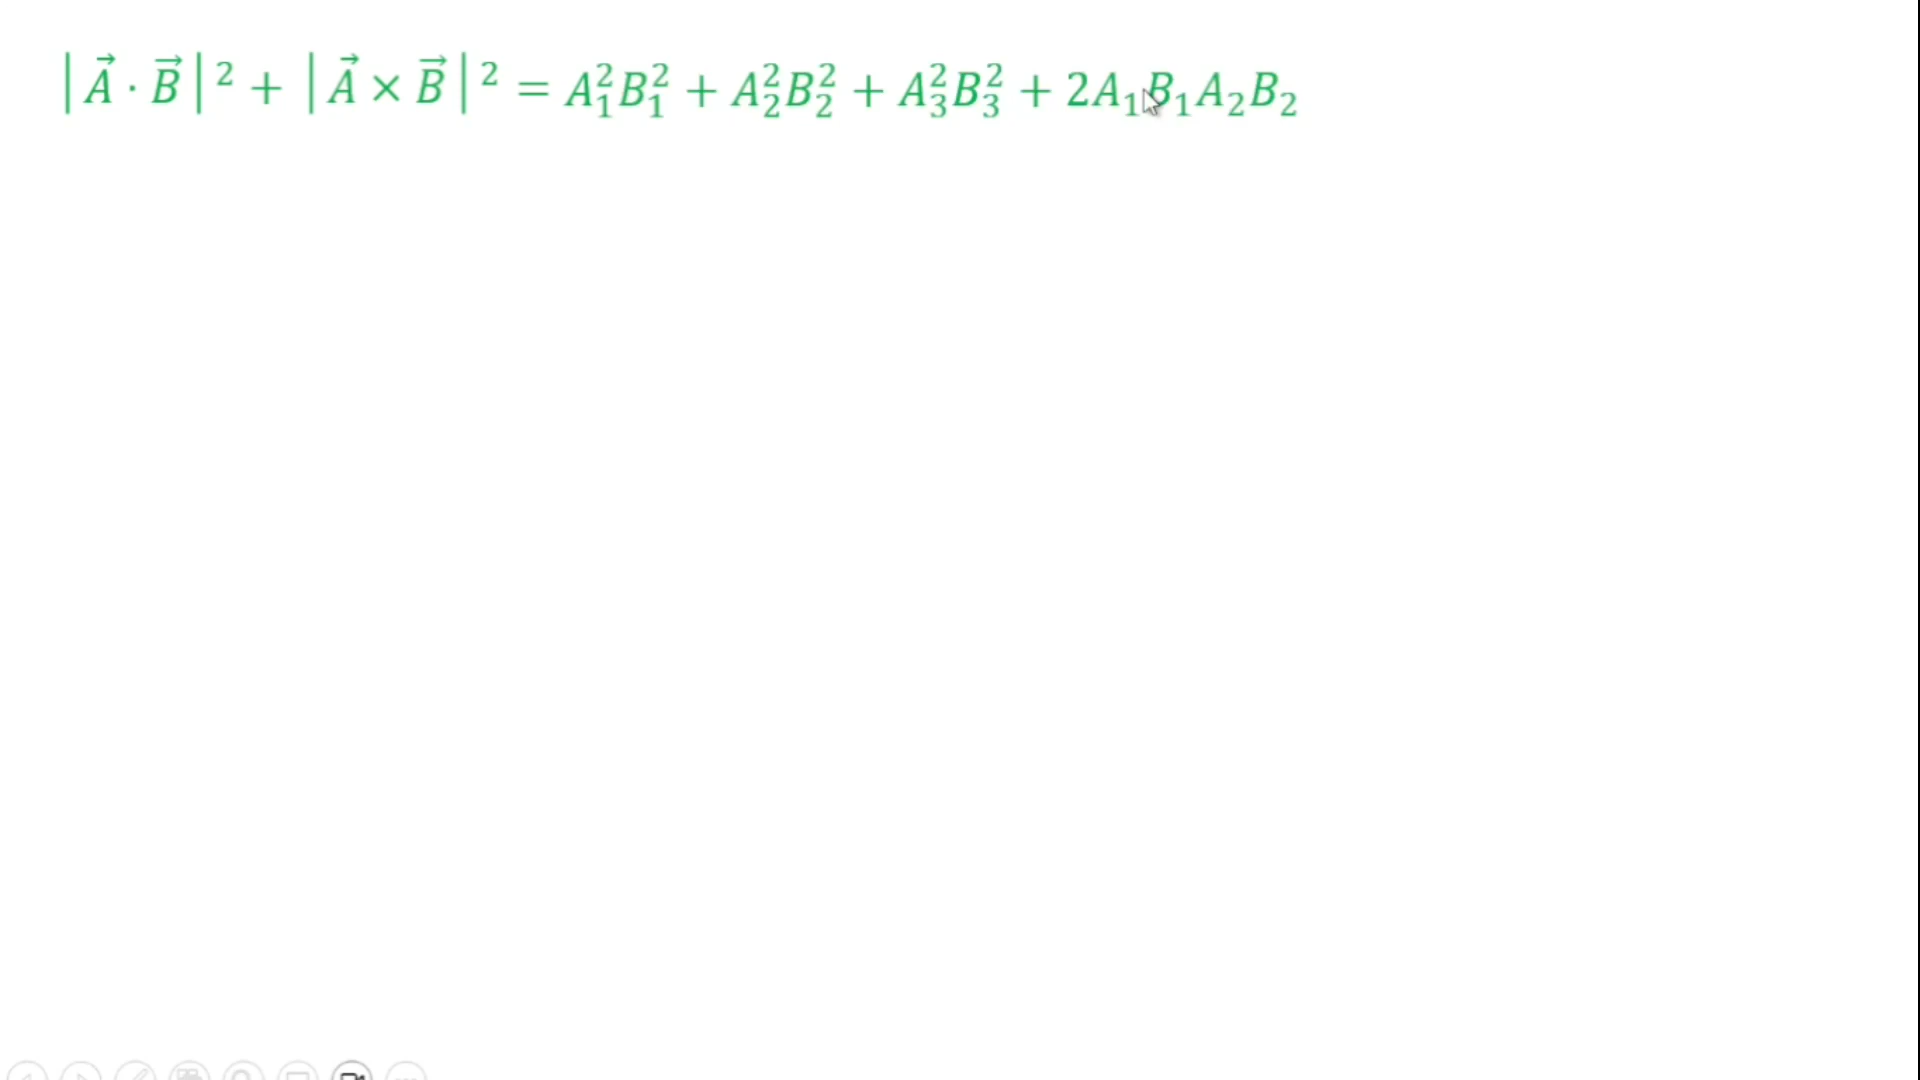 |A⃗ · B⃗|² + |A⃗ × B⃗|² = A₁²B₁² + A₂²B₂² + A₃²B₃² + 2A₁B₁A₂B₂